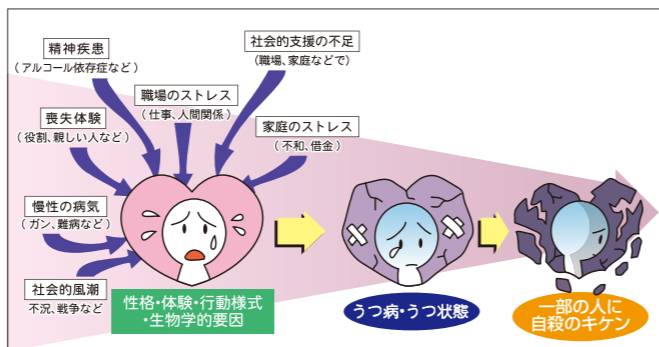 精神疾患
(アルコール依存症など)
社会的支援の不足
(職場、家庭などで)
職場のストレス
(仕事、人間関係)
喪失体験
(役割、親しい人など)
家庭のストレス
(不和、借金)
慢性の病気
(ガン、難病など)
社会的風潮
不況、戦争など
性格・体験・行動様式
・生物学的要因
うつ病・うつ状態
一部の人に
自殺のキケン